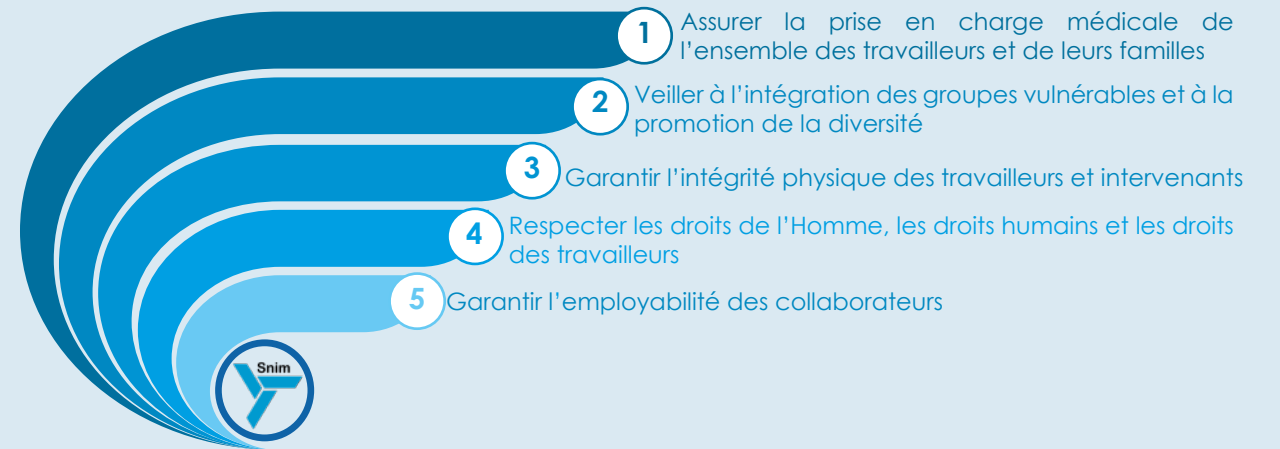 1
Assurer la prise en charge médicale de
l’ensemble des travailleurs et de leurs familles
2
Veiller à l’intégration des groupes vulnérables et à la
promotion de la diversité
3
Garantir l’intégrité physique des travailleurs et intervenants
4
Respecter les droits de l’Homme, les droits humains et les droits
des travailleurs
5
Garantir l’employabilité des collaborateurs
Snim